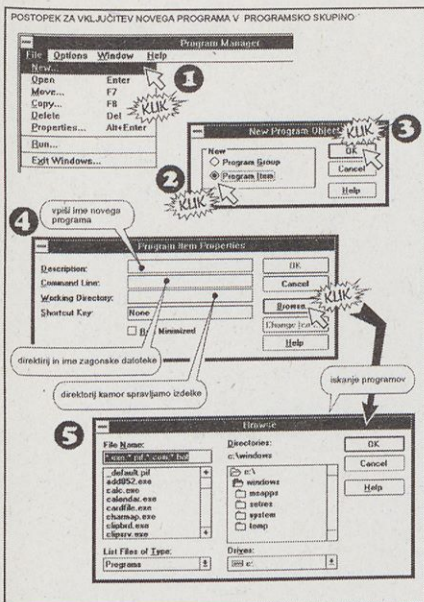 POSTOPEK ZA VKLJUČITEV NOVEGA PROGRAMA V PROGRAMSKO SKUPINO
Program Manager
File Options Window Help
New...
Open Enter
Move... F7
Copy... F8
Delete Del
Properties... Alt+Enter
Run...
Exit Windows...
1
KLIK
New Program Object
New
Program Group
Program Item
OK
Cancel
Help
KLIK
3
2
KLIK
4
vpiši ime novega
programa
Program Item Properties
Description:
Command Line:
Working Directory:
Shortcut Key:
None
Run Minimized
OK
Cancel
Browse...
Change Icon...
Help
KLIK
direktorij in ime zagonske datoteke
direktorij kamor spravljamo izdelke
iskanje programov
5
Browse
File Name:
*.exe;*.pif;*.com;*.bat
_default.pif
add052.exe
calc.exe
calendar.exe
cardfile.exe
charmap.exe
clipbrd.exe
clipsrv.exe
List Files of Type:
Programs
Directories:
c:\windows
c:\
windows
msapps
system
temp
Drives:
c:
OK
Cancel
Help